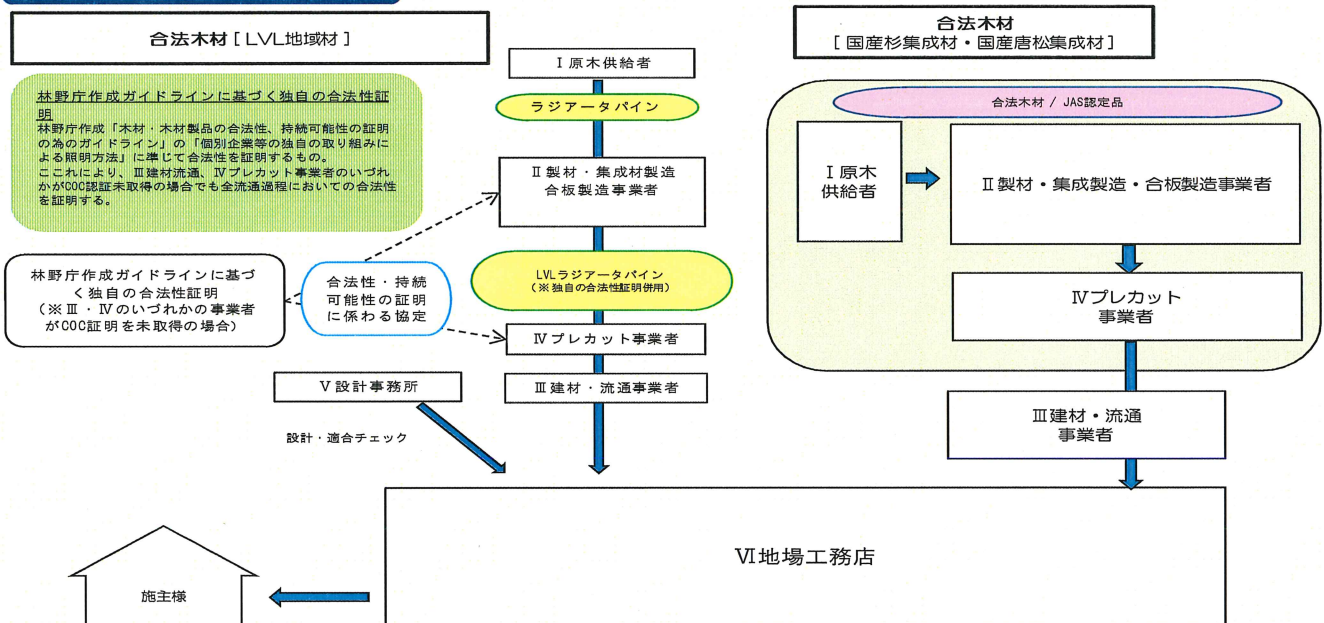 合法木材 [ LVL地域材 ]
林野庁作成ガイドラインに基づく独自の合法性証
明
林野庁作成「木材・木材製品の合法性、持続可能性の証明
の為のガイドライン」の「個別企業等の独自の取り組みに
よる照明方法」に準じて合法性を証明するもの。
ここれにより、Ⅲ建材流通、Ⅳプレカット事業者のいづれ
かがCOC認証未取得の場合でも全流通過程においての合法性
を証明する。
林野庁作成ガイドラインに基づ
く独自の合法性証明
(※Ⅲ・Ⅳのいづれかの事業者
がCOC証明を未取得の場合)
合法性・持続
可能性の証明
に係わる協定
Ⅰ原木供給者
ラジアータパイン
Ⅱ製材・集成材製造
合板製造事業者
LVLラジアータパイン
(※独自の合法性証明併用)
Ⅳプレカット事業者
Ⅲ建材・流通事業者
Ⅴ設計事務所
設計・適合チェック
合法木材
[ 国産杉集成材・国産唐松集成材 ]
合法木材 / JAS認定品
Ⅰ原木
供給者
Ⅱ製材・集成製造・合板製造事業者
Ⅳプレカット
事業者
Ⅲ建材・流通
事業者
Ⅵ地場工務店
施主様